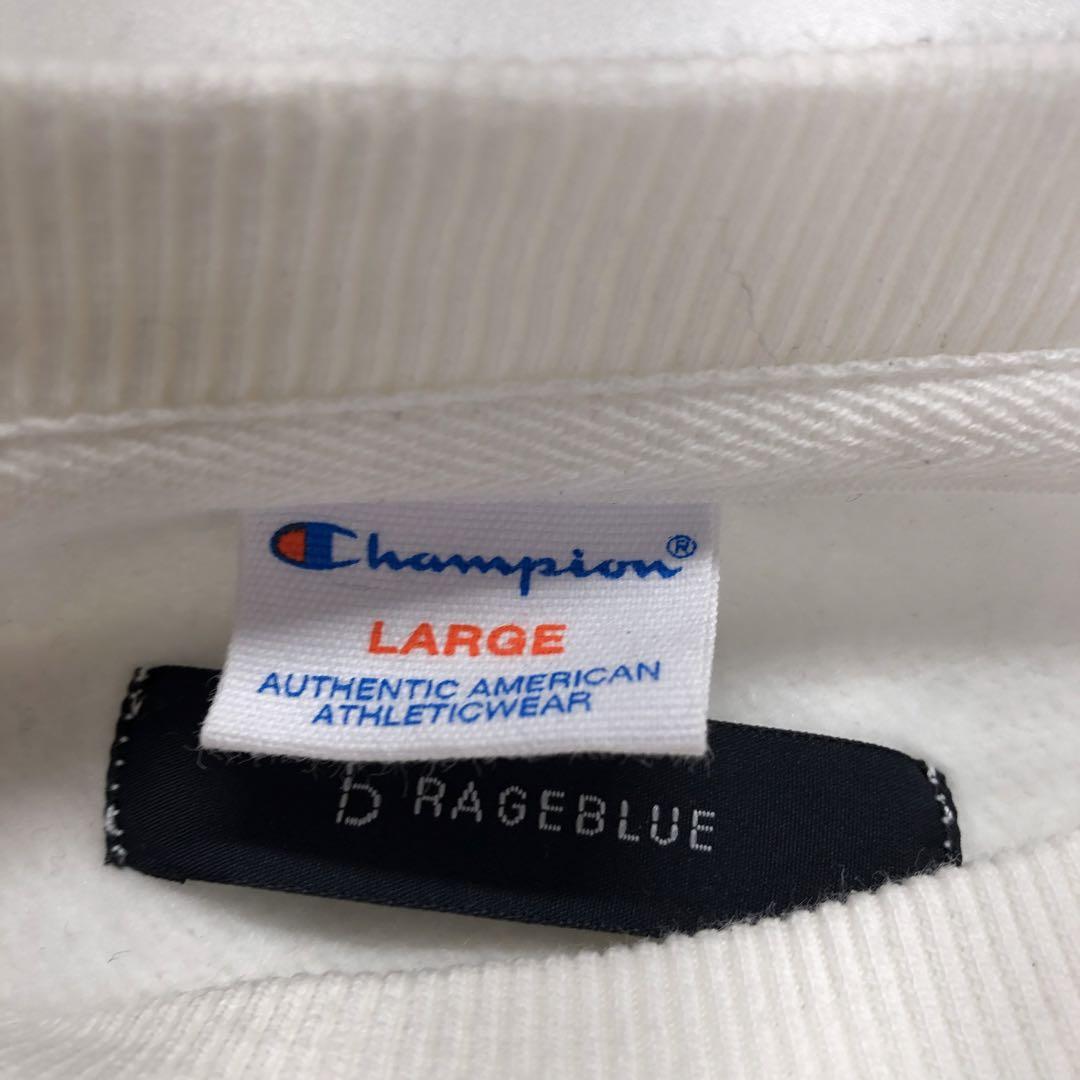 Champion®
LARGE
AUTHENTIC AMERICAN
ATHLETICWEAR
b RAGEBLUE